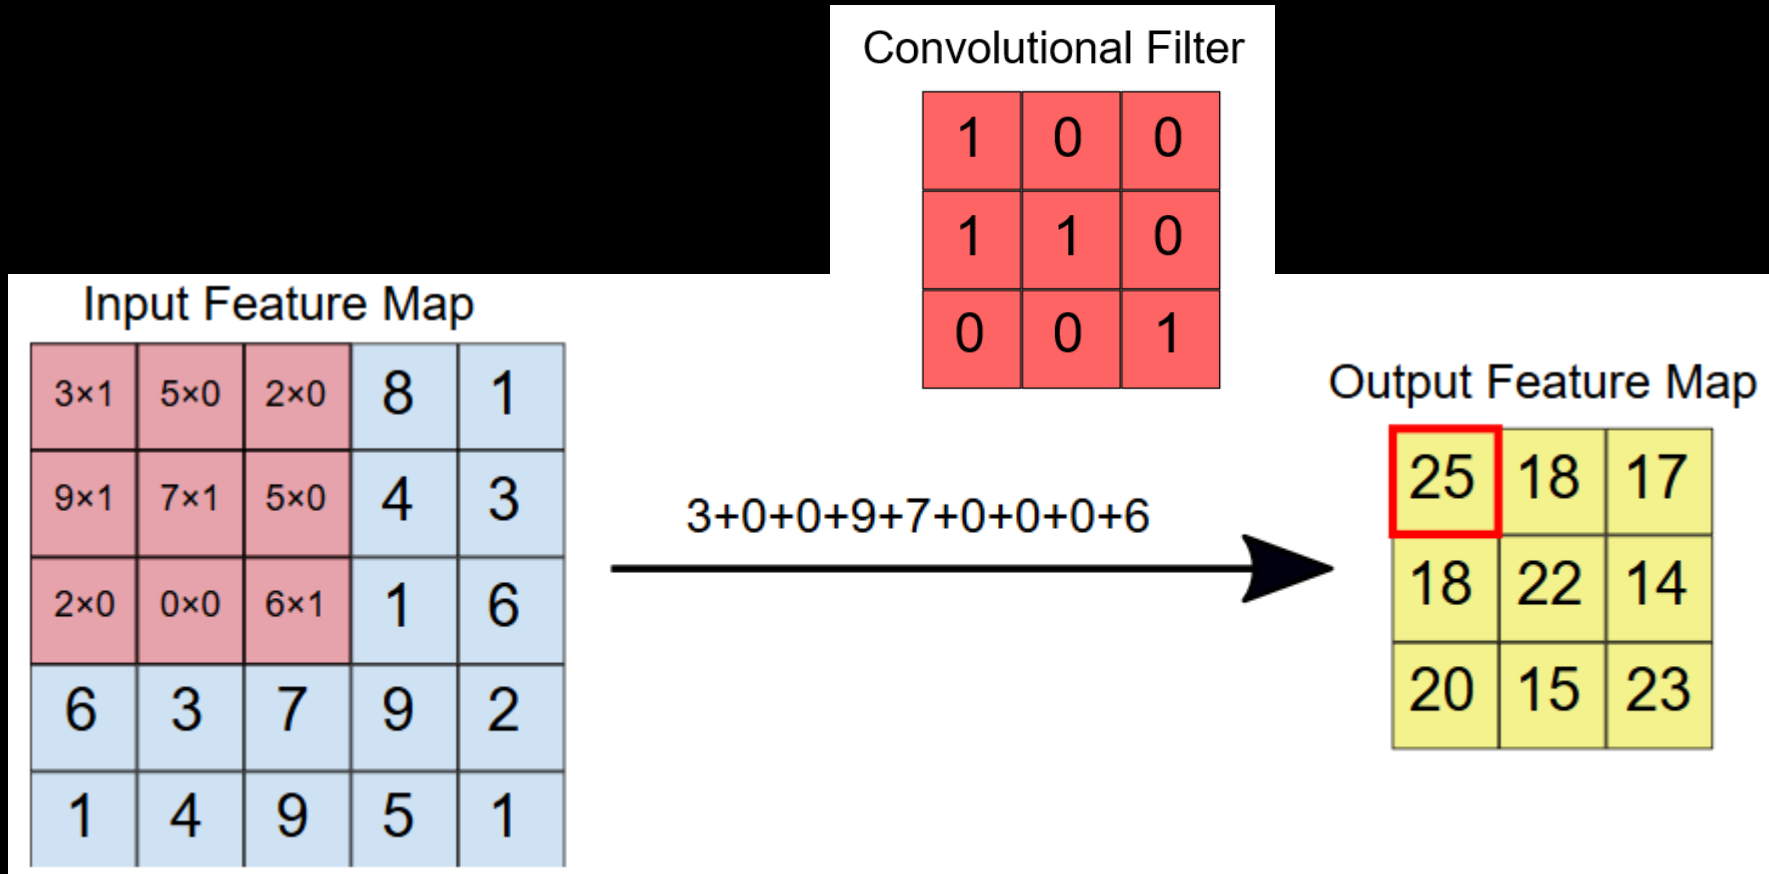 Convolutional Filter
1 0 0
1 1 0
0 0 1
Input Feature Map
3×1 5×0 2×0 8 1
9×1 7×1 5×0 4 3
2×0 0×0 6×1 1 6
6 3 7 9 2
1 4 9 5 1
3+0+0+9+7+0+0+0+6
Output Feature Map
25 18 17
18 22 14
20 15 23